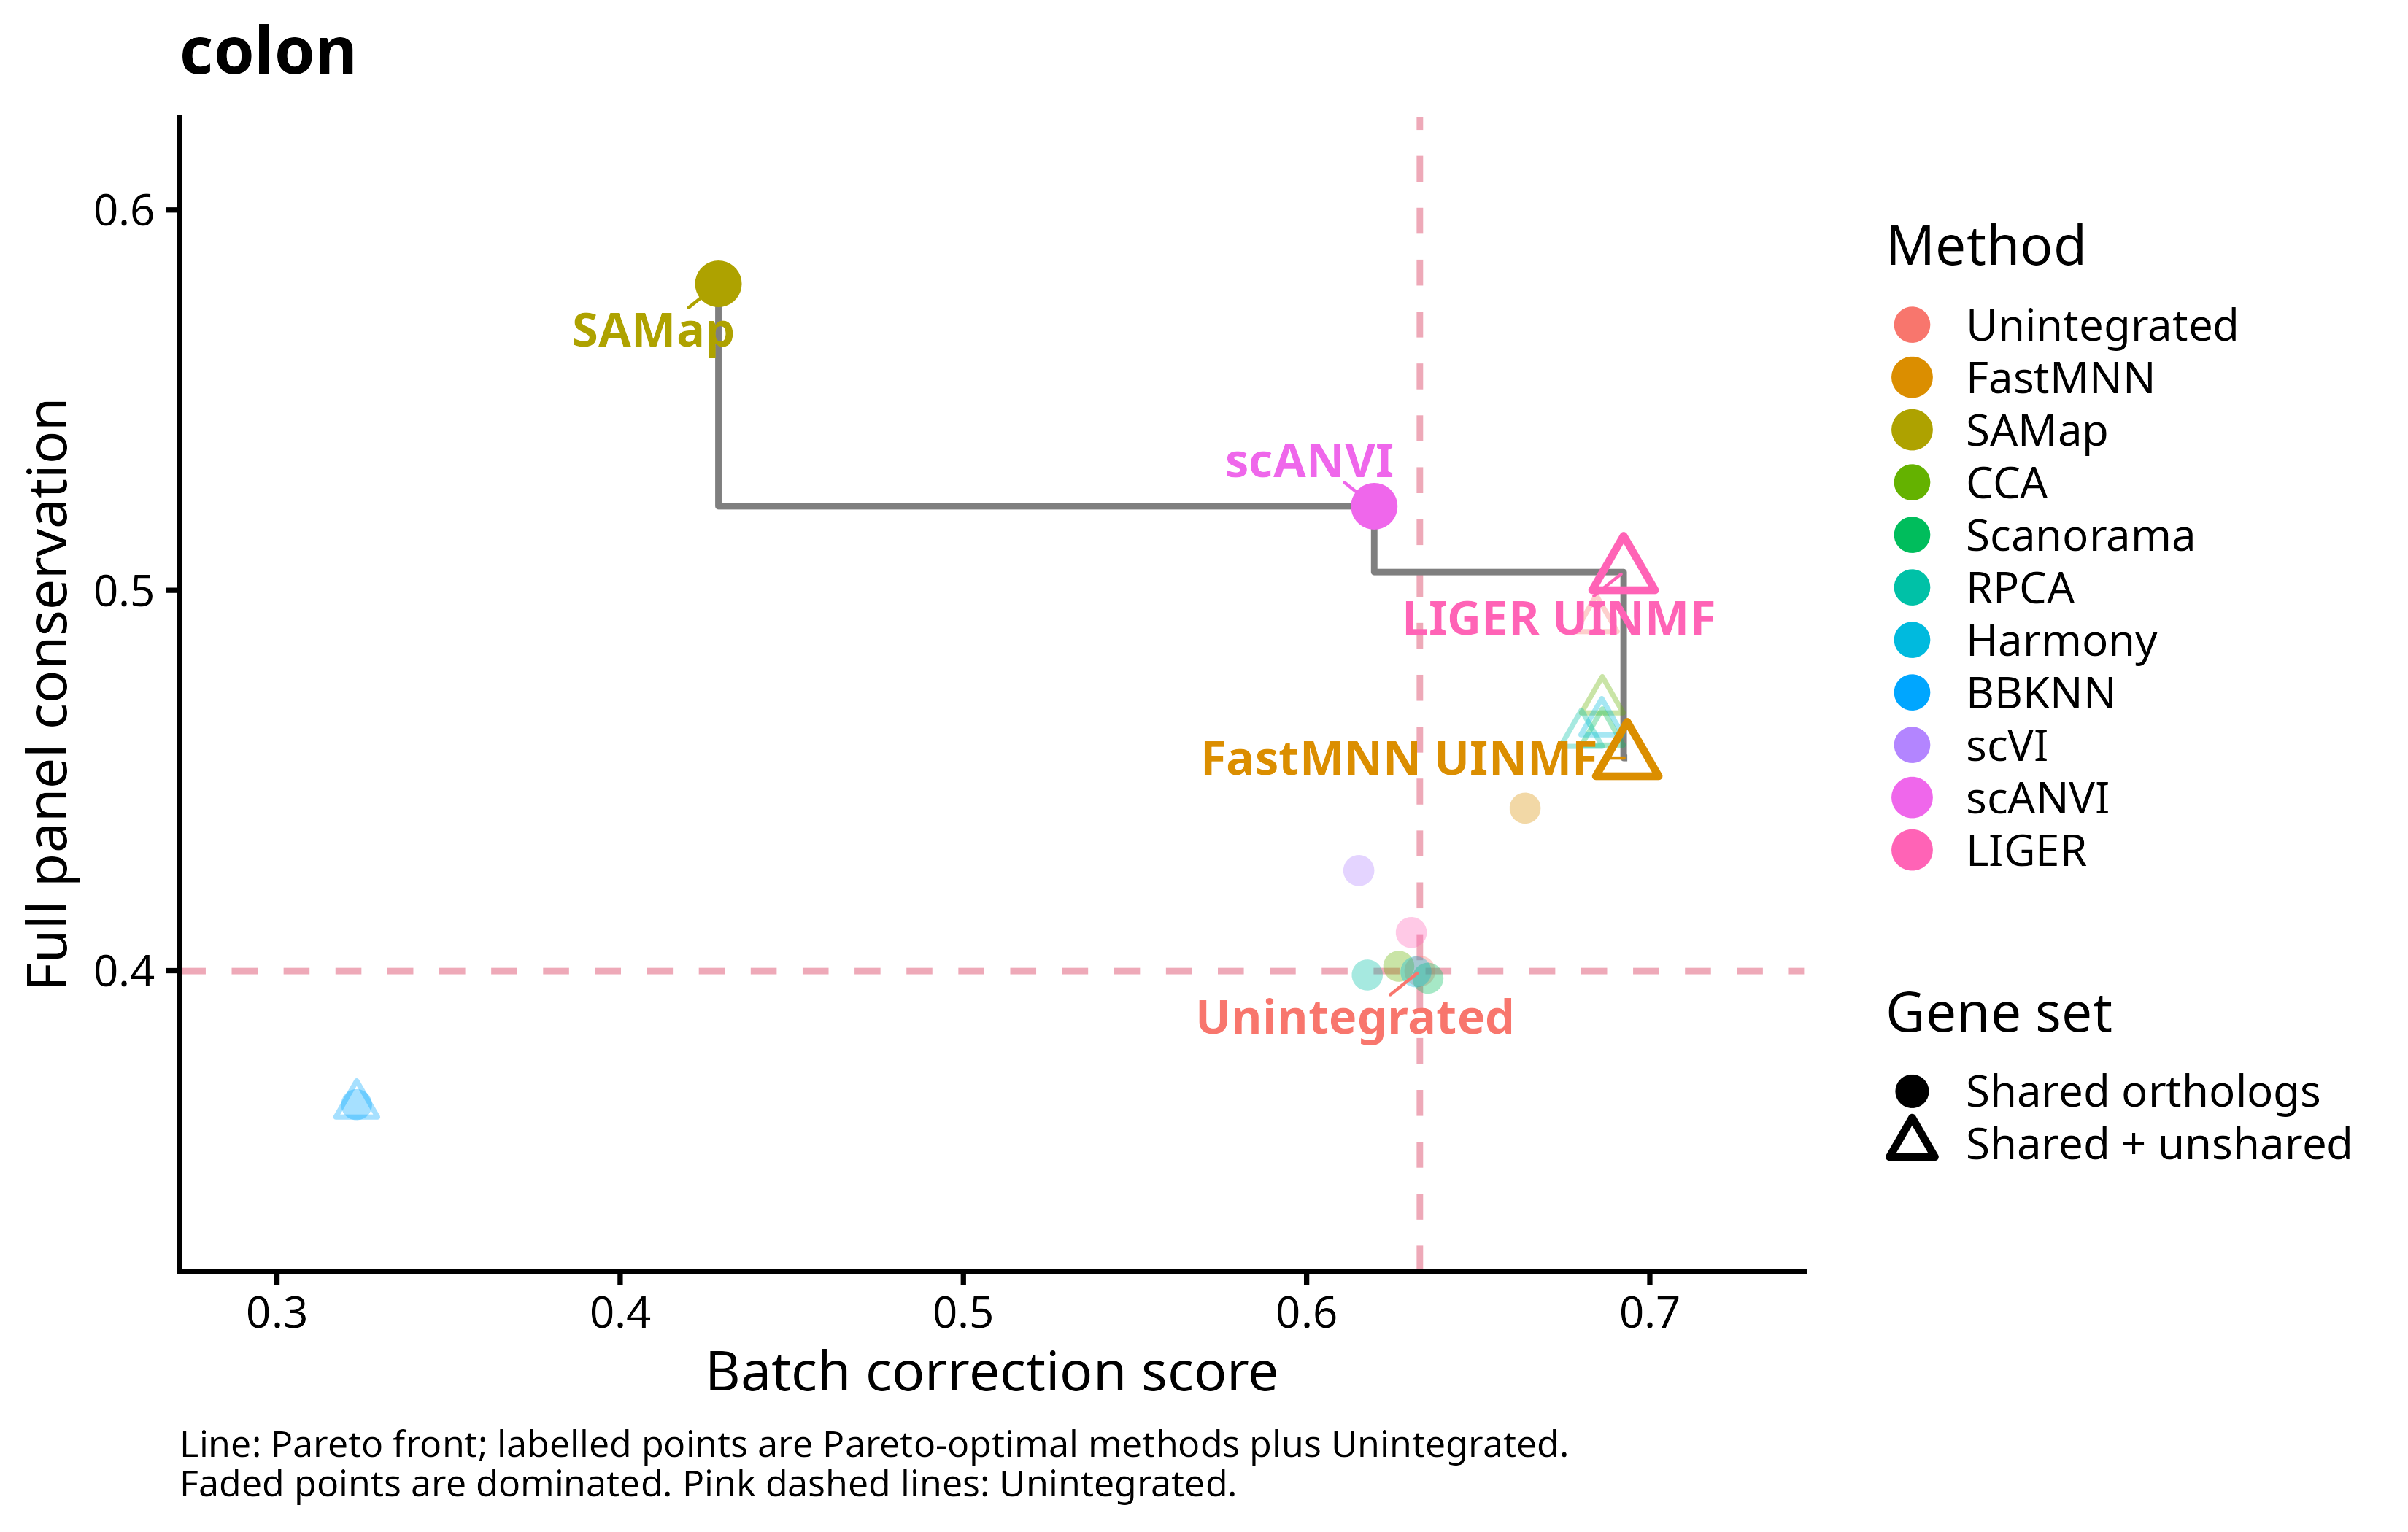 colon
Full panel conservation
0.6
0.5
0.4
SAMap
scANVI
LIGER UINMF
FastMNN UINMF
Unintegrated
0.3
0.4
0.5
0.6
0.7
Batch correction score
Method
Unintegrated
FastMNN
SAMap
CCA
Scanorama
RPCA
Harmony
BBKNN
scVI
scANVI
LIGER
Gene set
Shared orthologs
Shared + unshared
Line: Pareto front; labelled points are Pareto-optimal methods plus Unintegrated.
Faded points are dominated. Pink dashed lines: Unintegrated.